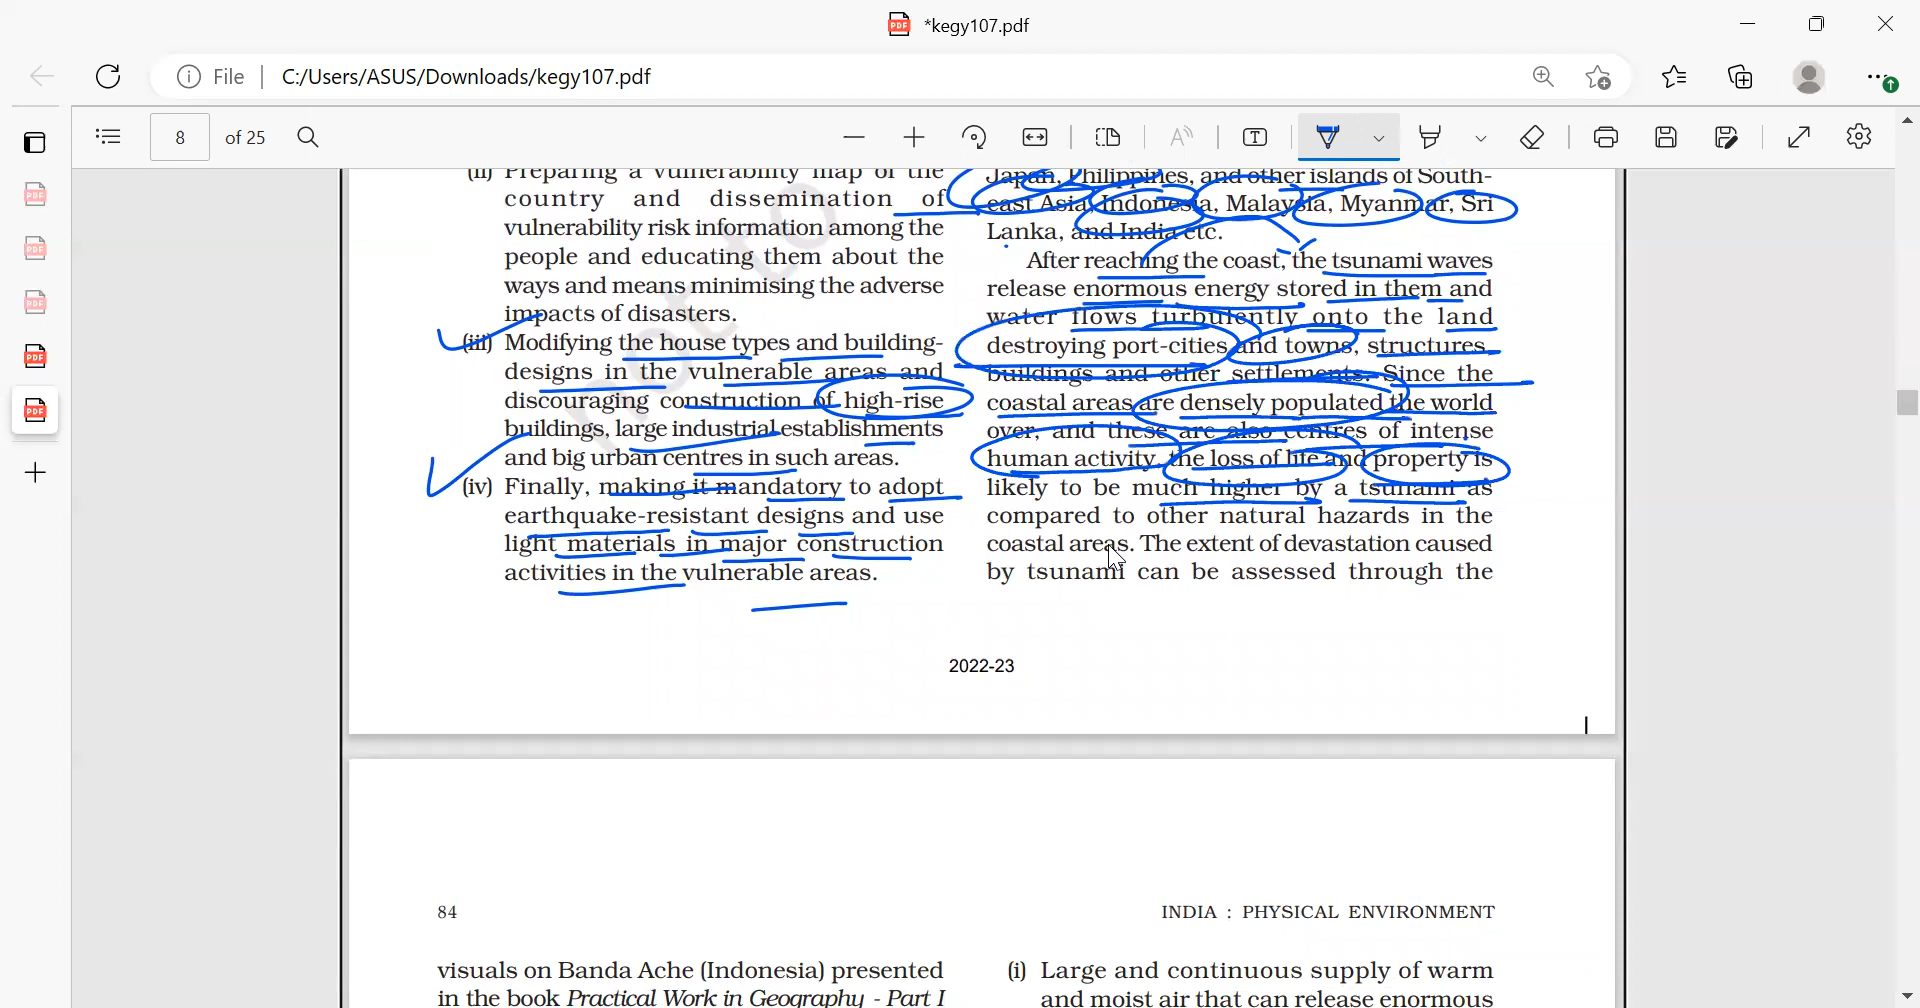 *kegy107.pdf
File
C:/Users/ASUS/Downloads/kegy107.pdf
8 of 25
(ii) Preparing a vulnerability map of the
country and dissemination of
vulnerability risk information among the
people and educating them about the
ways and means minimising the adverse
impacts of disasters.
(iii) Modifying the house types and building-
designs in the vulnerable areas and
discouraging construction of high-rise
buildings, large industrial establishments
and big urban centres in such areas.
(iv) Finally, making it mandatory to adopt
earthquake-resistant designs and use
light materials in major construction
activities in the vulnerable areas.
Japan, Philippines, and other islands of South-
east Asia, Indonesia, Malaysia, Myanmar, Sri
Lanka, and India etc.
After reaching the coast, the tsunami waves
release enormous energy stored in them and
water flows turbulently onto the land
destroying port-cities and towns, structures,
buildings and other settlements. Since the
coastal areas are densely populated the world
over, and these are also centres of intense
human activity, the loss of life and property is
likely to be much higher by a tsunami as
compared to other natural hazards in the
coastal areas. The extent of devastation caused
by tsunami can be assessed through the
not to
2022-23
84
INDIA : PHYSICAL ENVIRONMENT
visuals on Banda Ache (Indonesia) presented
in the book Practical Work in Geography - Part I
(i) Large and continuous supply of warm
and moist air that can release enormous